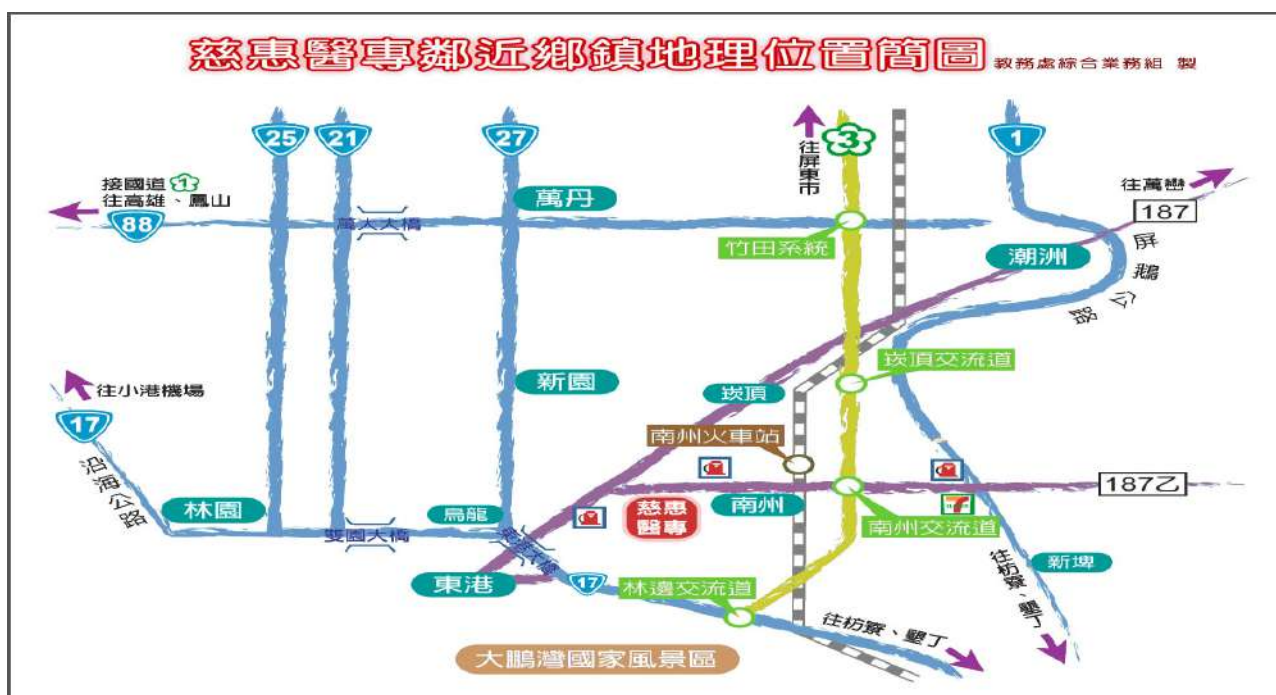 慈惠醫專鄰近鄉鎮地理位置簡圖 教務處綜合業務組 製
25
21
27
往屏東市
3
1
接國道 1
往高雄、鳳山
88
萬大大橋
萬丹
竹田系統
往萬巒
187
潮洲
屏鵝公路
往小港機場
17
沿海公路
新園
崁頂
崁頂交流道
南州火車站
187乙
林園
雙園大橋
烏龍
東港大橋
慈惠
醫專
南州
南州交流道
7
東港
17
林邊交流道
往枋寮、墾丁
往枋寮、墾丁
新埤
大鵬灣國家風景區